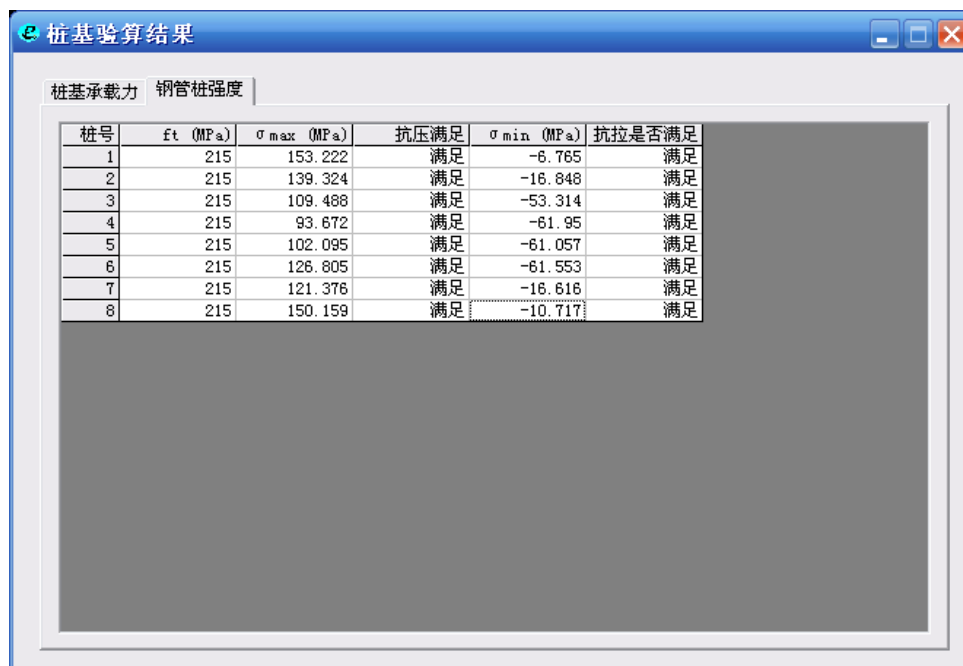 桩基验算结果
桩基承载力 钢管桩强度
桩号 ft (MPa) σmax (MPa) 抗压满足 σmin (MPa) 抗拉是否满足
1 215 153.222 满足 -6.765 满足
2 215 139.324 满足 -16.848 满足
3 215 109.488 满足 -53.314 满足
4 215 93.672 满足 -61.95 满足
5 215 102.095 满足 -61.057 满足
6 215 126.805 满足 -61.553 满足
7 215 121.376 满足 -16.616 满足
8 215 150.159 满足 -10.717 满足